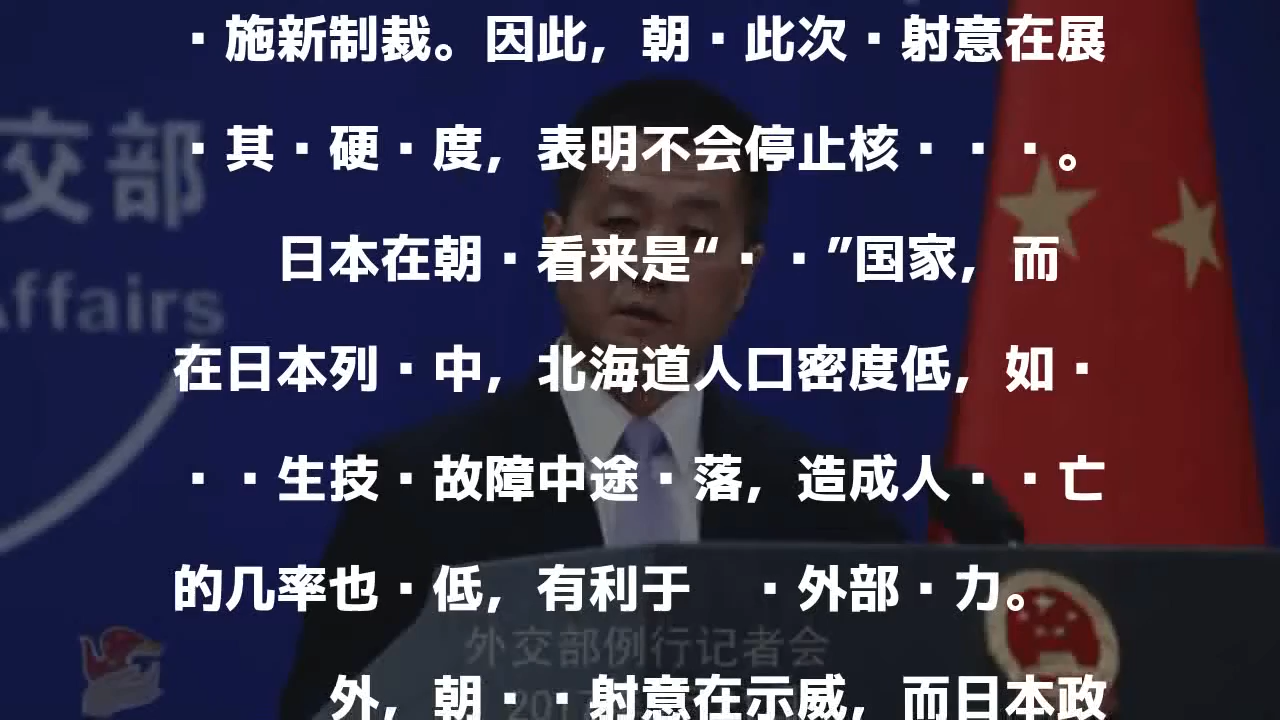 ·施新制裁。因此，朝·此次·射意在展
·其·硬·度，表明不会停止核···。
日本在朝·看来是“··”国家，而
在日本列·中，北海道人口密度低，如·
··生技·故障中途·落，造成人··亡
的几率也·低，有利于 ·外部·力。
外，朝··射意在示威，而日本政
交部
Affairs
外交部例行记者会
2017